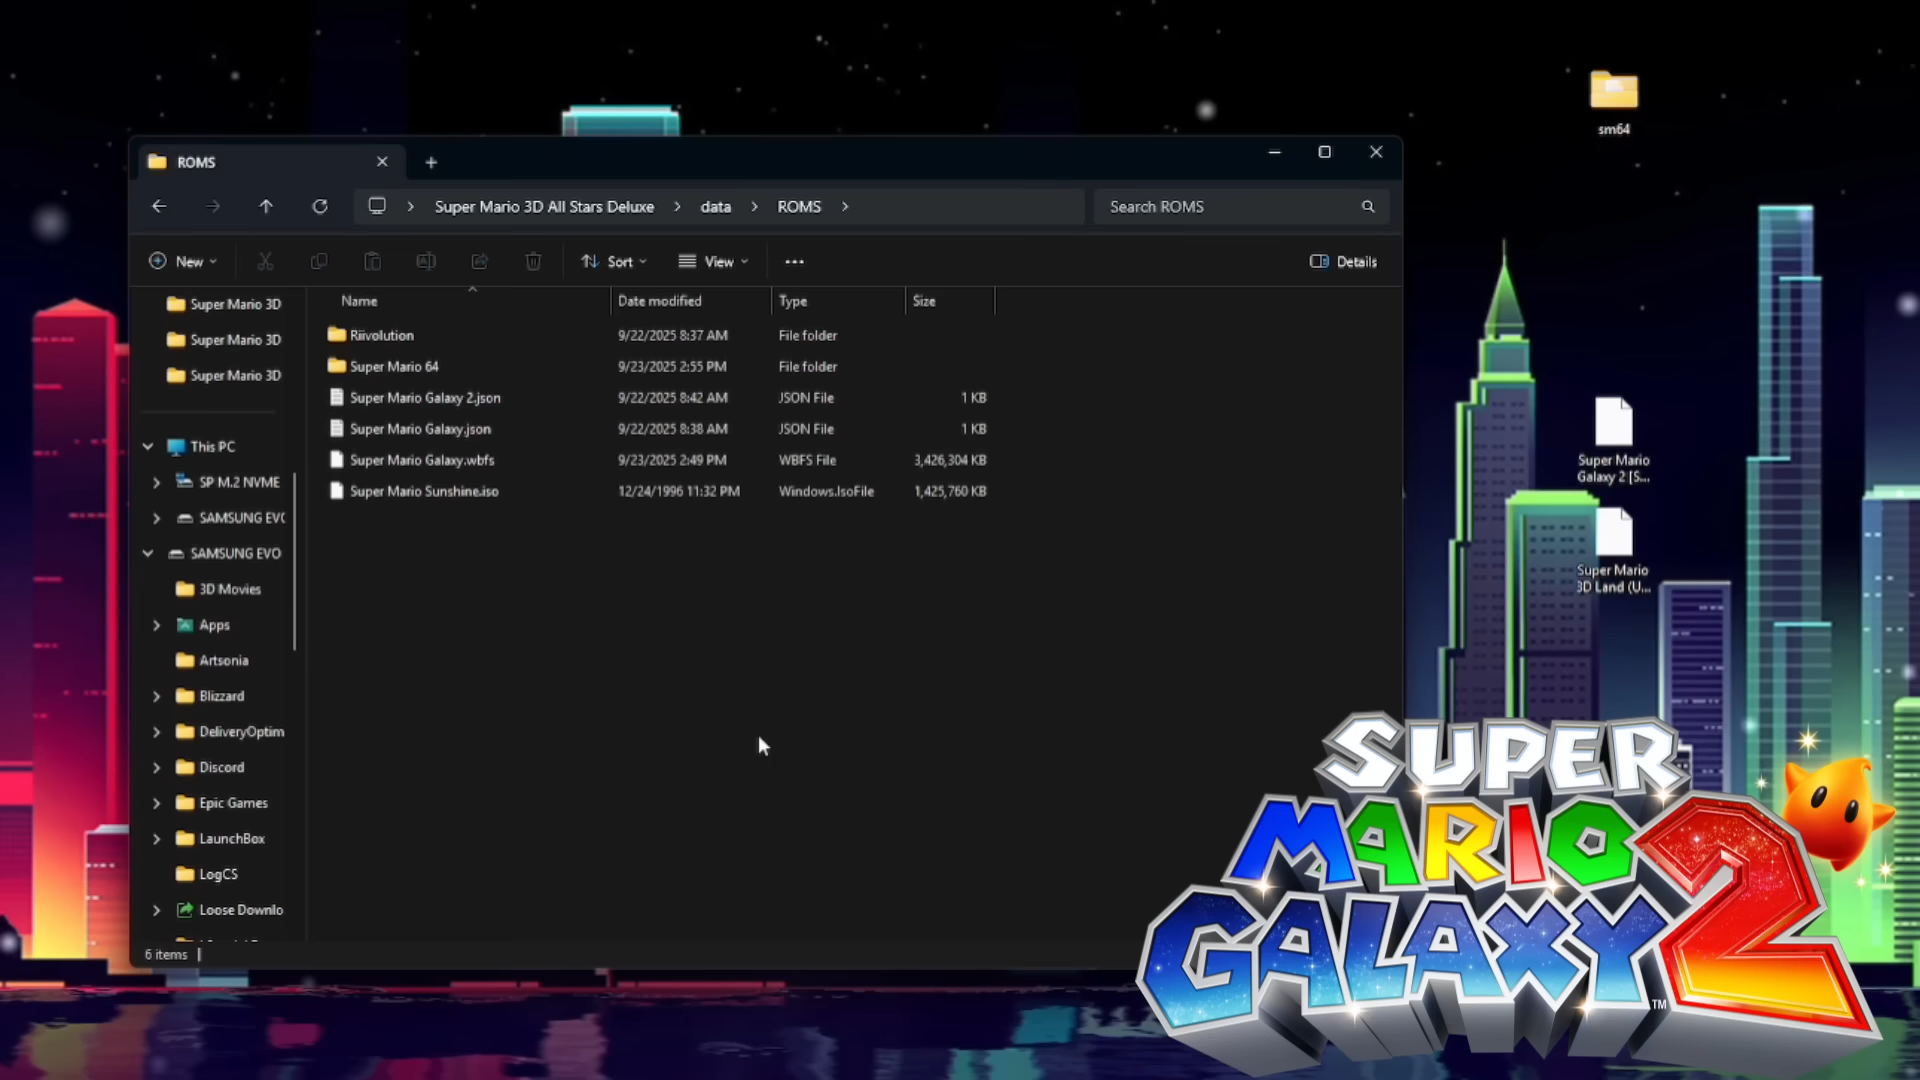 sm64
ROMS
Super Mario 3D All Stars Deluxe > data > ROMS >
Search ROMS
New
Sort
View
Details
Name
Date modified
Type
Size
Super Mario 3D
Super Mario 3D
Super Mario 3D
This PC
SP M.2 NVME
SAMSUNG EVO
SAMSUNG EVO
3D Movies
Apps
Artsonia
Blizzard
DeliveryOptim
Discord
Epic Games
LaunchBox
LogCS
Loose Downlo
Riivolution 9/22/2025 8:37 AM File folder
Super Mario 64 9/23/2025 2:55 PM File folder
Super Mario Galaxy 2.json 9/22/2025 8:42 AM JSON File 1 KB
Super Mario Galaxy.json 9/22/2025 8:38 AM JSON File 1 KB
Super Mario Galaxy.wbfs 9/23/2025 2:49 PM WBFS File 3,426,304 KB
Super Mario Sunshine.iso 12/24/1996 11:32 PM Windows.IsoFile 1,425,760 KB
6 items
Super Mario
Galaxy 2 [S...
Super Mario
3D Land (U...
SUPER
MARIO
GALAXY 2
TM